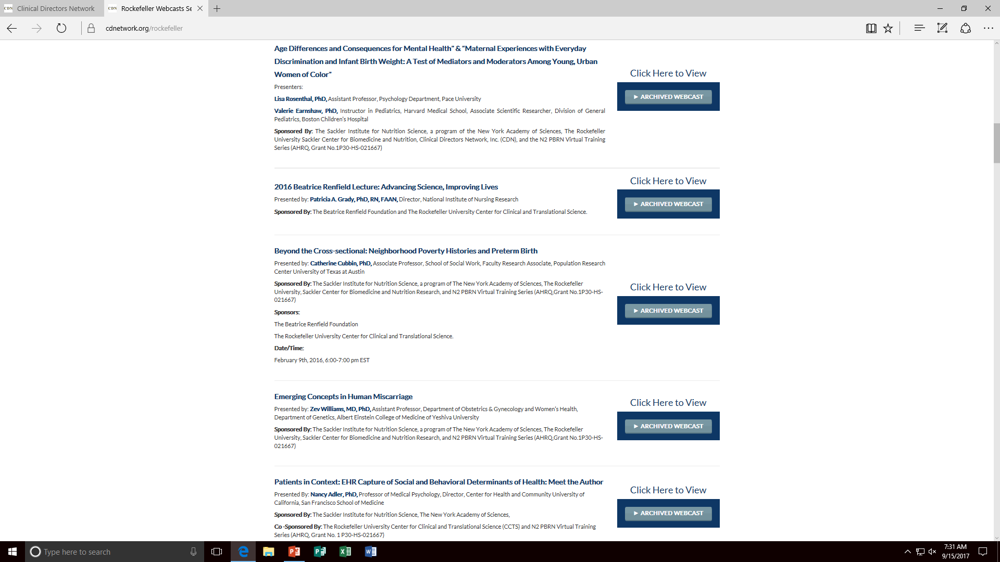 CDN Clinical Directors Network
CDN Rockefeller Webcasts Se
cdnetwork.org/rockefeller
Age Differences and Consequences for Mental Health” & “Maternal Experiences with Everyday
Discrimination and Infant Birth Weight: A Test of Mediators and Moderators Among Young, Urban
Women of Color”
Presenters:
Lisa Rosenthal, PhD, Assistant Professor, Psychology Department, Pace University
Valerie Earnshaw, PhD, Instructor in Pediatrics, Harvard Medical School, Associate Scientific Researcher, Division of General
Pediatrics, Boston Children’s Hospital
Sponsored By: The Sackler Institute for Nutrition Science, a program of the New York Academy of Sciences, The Rockefeller
University Sackler Center for Biomedicine and Nutrition, Clinical Directors Network, Inc. (CDN), and the N2 PBRN Virtual Training
Series (AHRQ, Grant No.1P30-HS-021667)
Click Here to View
► ARCHIVED WEBCAST
2016 Beatrice Renfield Lecture: Advancing Science, Improving Lives
Presented by: Patricia A. Grady, PhD, RN, FAAN, Director, National Institute of Nursing Research
Sponsored By: The Beatrice Renfield Foundation and The Rockefeller University Center for Clinical and Translational Science.
Click Here to View
► ARCHIVED WEBCAST
Beyond the Cross-sectional: Neighborhood Poverty Histories and Preterm Birth
Presented by: Catherine Cubbin, PhD, Associate Professor, School of Social Work, Faculty Research Associate, Population Research
Center University of Texas at Austin
Sponsored By: The Sackler Institute for Nutrition Science, a program of The New York Academy of Sciences, The Rockefeller
University, Sackler Center for Biomedicine and Nutrition Research, and N2 PBRN Virtual Training Series (AHRQ,Grant No.1P30-HS-
021667)
Sponsors:
The Beatrice Renfield Foundation
The Rockefeller University Center for Clinical and Translational Science.
Date/Time:
February 9th, 2016, 6:00-7:00 pm EST
Click Here to View
► ARCHIVED WEBCAST
Emerging Concepts in Human Miscarriage
Presented by: Zev Williams, MD, PhD, Assistant Professor, Department of Obstetrics & Gynecology and Women’s Health,
Department of Genetics, Albert Einstein College of Medicine of Yeshiva University
Sponsored By: The Sackler Institute for Nutrition Science, a program of The New York Academy of Sciences, The Rockefeller
University, Sackler Center for Biomedicine and Nutrition Research, and N2 PBRN Virtual Training Series (AHRQ,Grant No.1P30-HS-
021667)
Click Here to View
► ARCHIVED WEBCAST
Patients in Context: EHR Capture of Social and Behavioral Determinants of Health: Meet the Author
Presented By: Nancy Adler, PhD, Professor of Medical Psychology, Director, Center for Health and Community University of
California, San Francisco School of Medicine
Sponsored By: The Sackler Institute for Nutrition Science, The New York Academy of Sciences,
Co -Sponsored By: The Rockefeller University Center for Clinical and Translational Science (CCTS) and N2 PBRN Virtual Training
Series (AHRQ, Grant No. 1 P30-HS-021667)
Click Here to View
► ARCHIVED WEBCAST
Type here to search
7:31 AM
9/15/2017